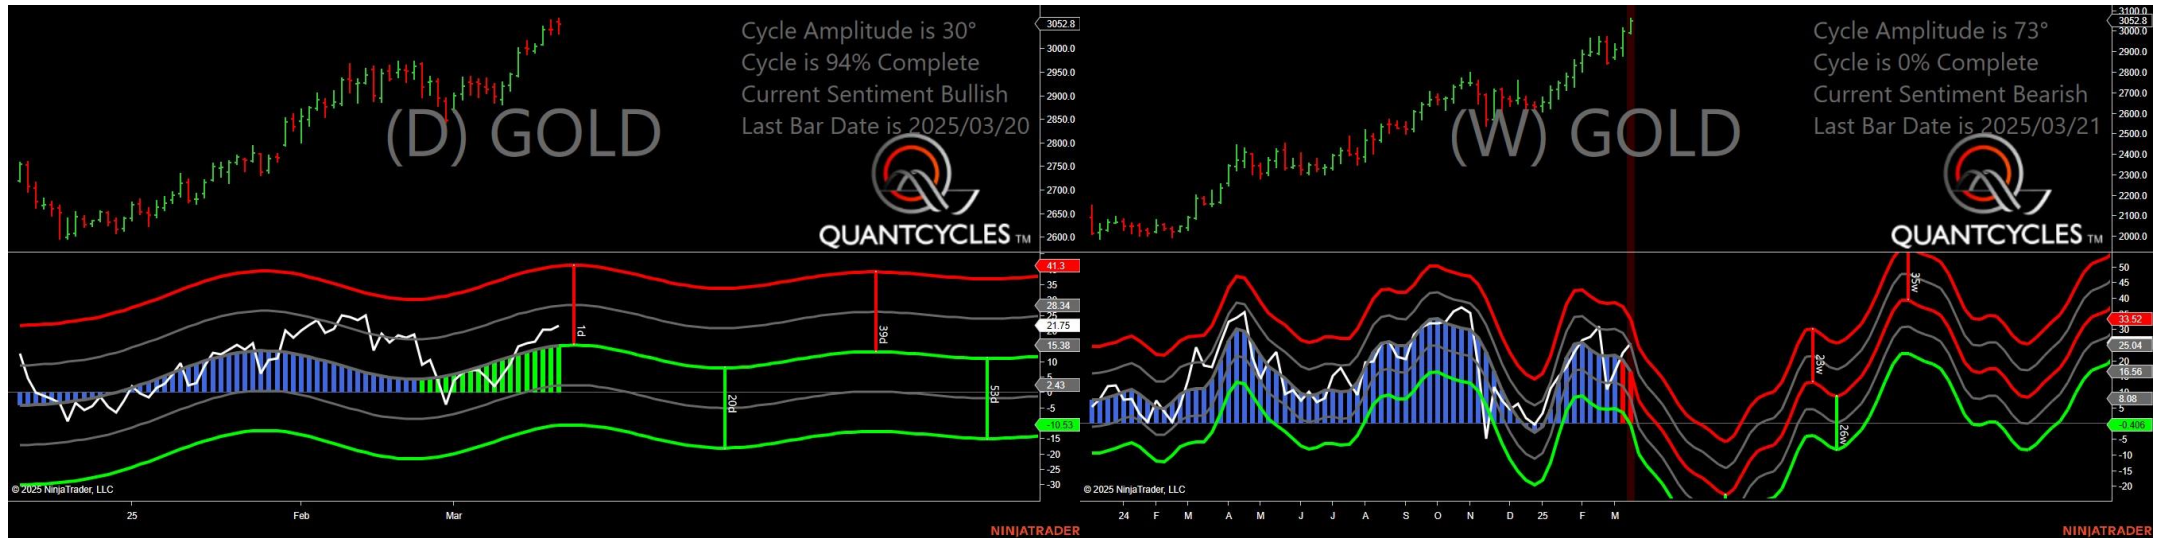 Cycle Amplitude is 30°
Cycle is 94% Complete
Current Sentiment Bullish
Last Bar Date is 2025/03/20
(D) GOLD
QUANTCYCLES TM
3052.8
3000.0
2950.0
2900.0
2850.0
2800.0
2750.0
2700.0
2650.0
2600.0
41.3
35
28.34
25
21.75
15.38
10
5
2.43
-5
-10.53
-15
-20
-25
-30
1d
20d
39d
53d
© 2025 NinjaTrader, LLC
25 Feb Mar
NINJATRADER
Cycle Amplitude is 73°
Cycle is 0% Complete
Current Sentiment Bearish
Last Bar Date is 2025/03/21
(W) GOLD
QUANTCYCLES TM
3100.0
3052.8
3000.0
2900.0
2800.0
2700.0
2600.0
2500.0
2400.0
2300.0
2200.0
2100.0
2000.0
50
45
40
33.52
30
25.04
20
16.56
8.08
5
-0.406
-5
-10
-15
-20
26w
35w
© 2025 NinjaTrader, LLC
24 F M A M J J A S O N D 25 F M
NINJATRADER